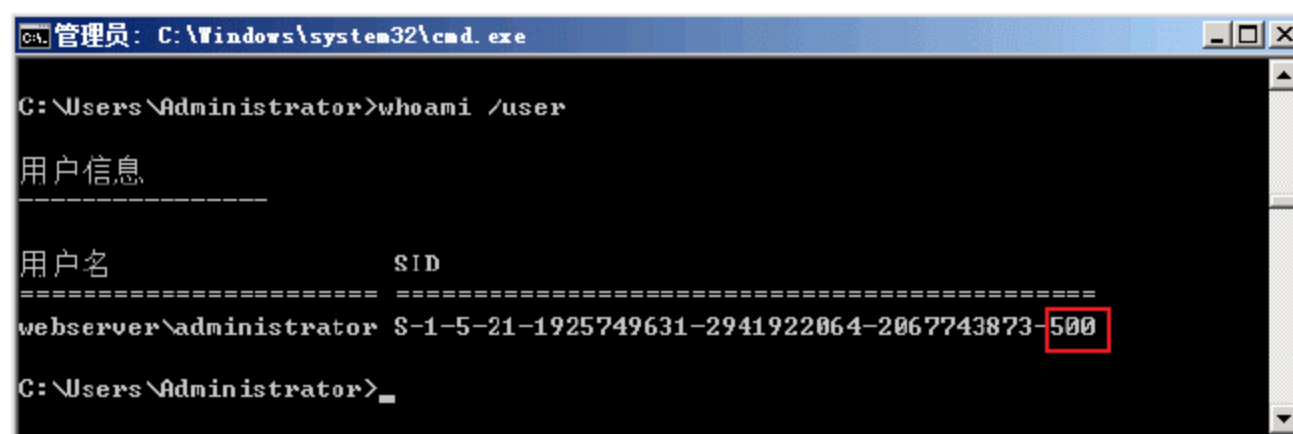 管理员: C:\Windows\system32\cmd.exe
C:\Users\Administrator>whoami /user
用户信息
----------------
用户名 SID
======================= =============================================
webserver\administrator S-1-5-21-1925749631-2941922064-2067743873-500
C:\Users\Administrator>_